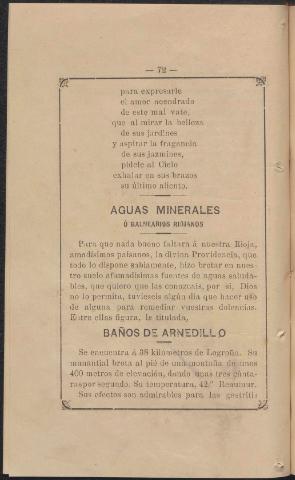 — 72 —
para expresarle
el amor acendrado
de este mal vate,
que al mirar la belleza
de sus jardines
y aspirar la fragancia
de sus jazmines,
pídele al Cielo
exhalar en sus brazos
su último aliento.
AGUAS MINERALES
Ó BALNEARIOS RIOJANOS
Para que nada bueno faltara á nuestra Rioja,
amadísimos paisanos, la divina Providencia, que
todo lo dispone sabiamente, hizo brotar en nues-
tro suelo afamadísimas fuentes de aguas saluda-
bles, que quiero que las conozcais, por si, Dios
no lo permita, tuvieseis algún día que hacer uso
de alguna para remediar vuestras dolencias.
Entre ellas figura, la titulada,
BAÑOS DE ARNEDILLO
Se encuentra á 38 kilómetros de Logroño. Su
manantial brota al pié de una montaña de unos
400 metros de elevación, dando unas tres cánta-
ras por segundo. Su temperatura, 42.º Reaumur.
Sus efectos son admirables para las gestritis